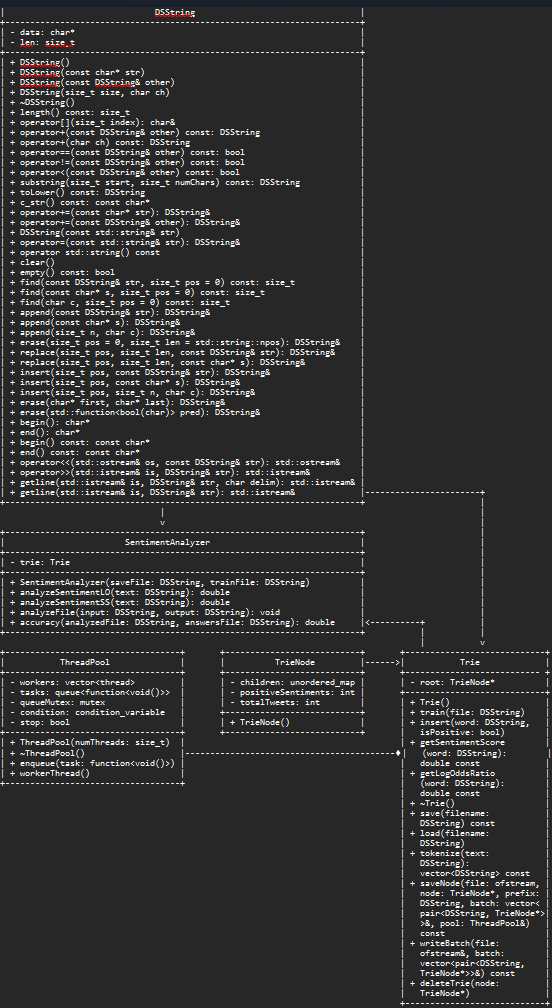 DSString
- data: char*
- len: size_t
+ DSString()
+ DSString(const char* str)
+ DSString(const DSString& other)
+ DSString(size_t size, char ch)
+ ~DSString()
+ length() const: size_t
+ operator[](size_t index): char&
+ operator+(const DSString& other) const: DSString
+ operator+(char ch) const: DSString
+ operator==(const DSString& other) const: bool
+ operator!=(const DSString& other) const: bool
+ operator<(const DSString& other) const: bool
+ substring(size_t start, size_t numChars) const: DSString
+ toLower() const: DSString
+ c_str() const: const char*
+ operator+=(const char* str): DSString&
+ operator+=(const DSString& other): DSString&
+ DSString(const std::string& str)
+ operator=(const std::string& str): DSString&
+ operator std::string() const
+ clear()
+ empty() const: bool
+ find(const DSString& str, size_t pos = 0) const: size_t
+ find(const char* s, size_t pos = 0) const: size_t
+ find(char c, size_t pos = 0) const: size_t
+ append(const DSString& str): DSString&
+ append(const char* s): DSString&
+ append(size_t n, char c): DSString&
+ erase(size_t pos = 0, size_t len = std::string::npos): DSString&
+ replace(size_t pos, size_t len, const DSString& str): DSString&
+ replace(size_t pos, size_t len, const char* s): DSString&
+ insert(size_t pos, const DSString& str): DSString&
+ insert(size_t pos, const char* s): DSString&
+ insert(size_t pos, size_t n, char c): DSString&
+ erase(char* first, char* last): DSString&
+ erase(std::function<bool(char)> pred): DSString&
+ begin(): char*
+ end(): char*
+ begin() const: const char*
+ end() const: const char*
+ operator<<(std::ostream& os, const DSString& str): std::ostream&
+ operator>>(std::istream& is, DSString& str): std::istream&
+ getline(std::istream& is, DSString& str, char delim): std::istream&
+ getline(std::istream& is, DSString& str): std::istream&
SentimentAnalyzer
- trie: Trie
+ SentimentAnalyzer(saveFile: DSString, trainFile: DSString)
+ analyzeSentimentLO(text: DSString): double
+ analyzeSentimentSS(text: DSString): double
+ analyzeFile(input: DSString, output: DSString): void
+ accuracy(analyzedFile: DSString, answersFile: DSString): double
ThreadPool
- workers: vector<thread>
- tasks: queue<function<void()>>
- queueMutex: mutex
- condition: condition_variable
- stop: bool
+ ThreadPool(numThreads: size_t)
+ ~ThreadPool()
+ enqueue(task: function<void()>)
+ workerThread()
TrieNode
- children: unordered_map
- positiveSentiments: int
- totalTweets: int
+ TrieNode()
Trie
- root: TrieNode*
+ Trie()
+ train(file: DSString)
+ insert(word: DSString,
isPositive: bool)
+ getSentimentScore
(word: DSString):
double const
+ getLogOddsRatio
(word: DSString):
double const
+ ~Trie()
+ save(filename:
DSString) const
+ load(filename:
DSString)
+ tokenize(text:
DSString):
vector<DSString> const
+ saveNode(file: ofstream,
node: TrieNode*, prefix:
DSString, batch: vector<
pair<DSString, TrieNode*>
>&, pool: ThreadPool&)
const
+ writeBatch(file:
ofstream&, batch:
vector<pair<DSString,
TrieNode*>>&) const
+ deleteTrie(node:
TrieNode*)